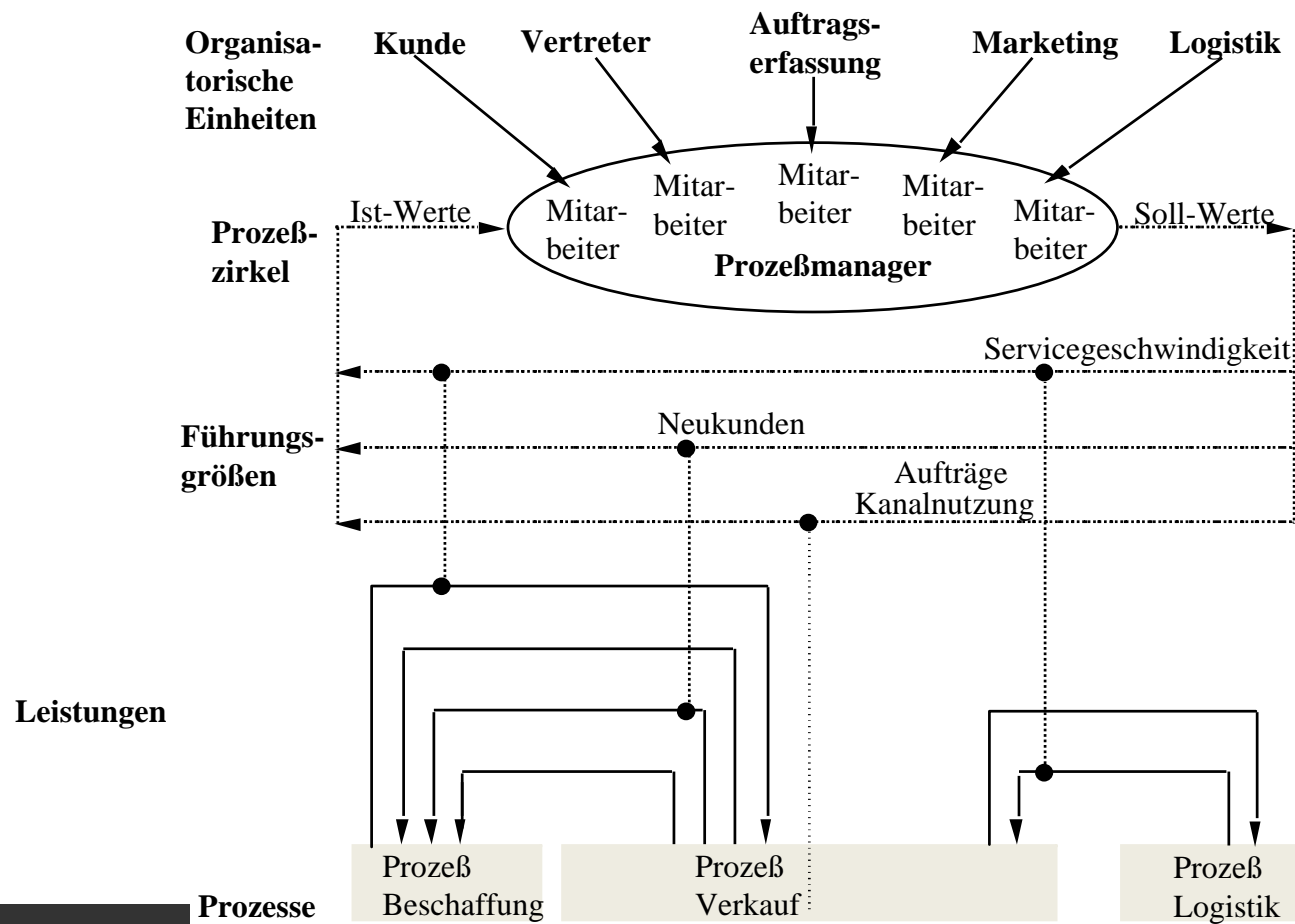 Organisa-
torische
Einheiten
Kunde
Vertreter
Auftrags-
erfassung
Marketing
Logistik
Prozeß-
zirkel
Ist-Werte
Mitar-
beiter
Mitar-
beiter
Mitar-
beiter
Mitar-
beiter
Mitar-
beiter
Prozeßmanager
Soll-Werte
Führungs-
größen
Servicegeschwindigkeit
Neukunden
Aufträge
Kanalnutzung
Leistungen
Prozesse
Prozeß
Beschaffung
Prozeß
Verkauf
Prozeß
Logistik